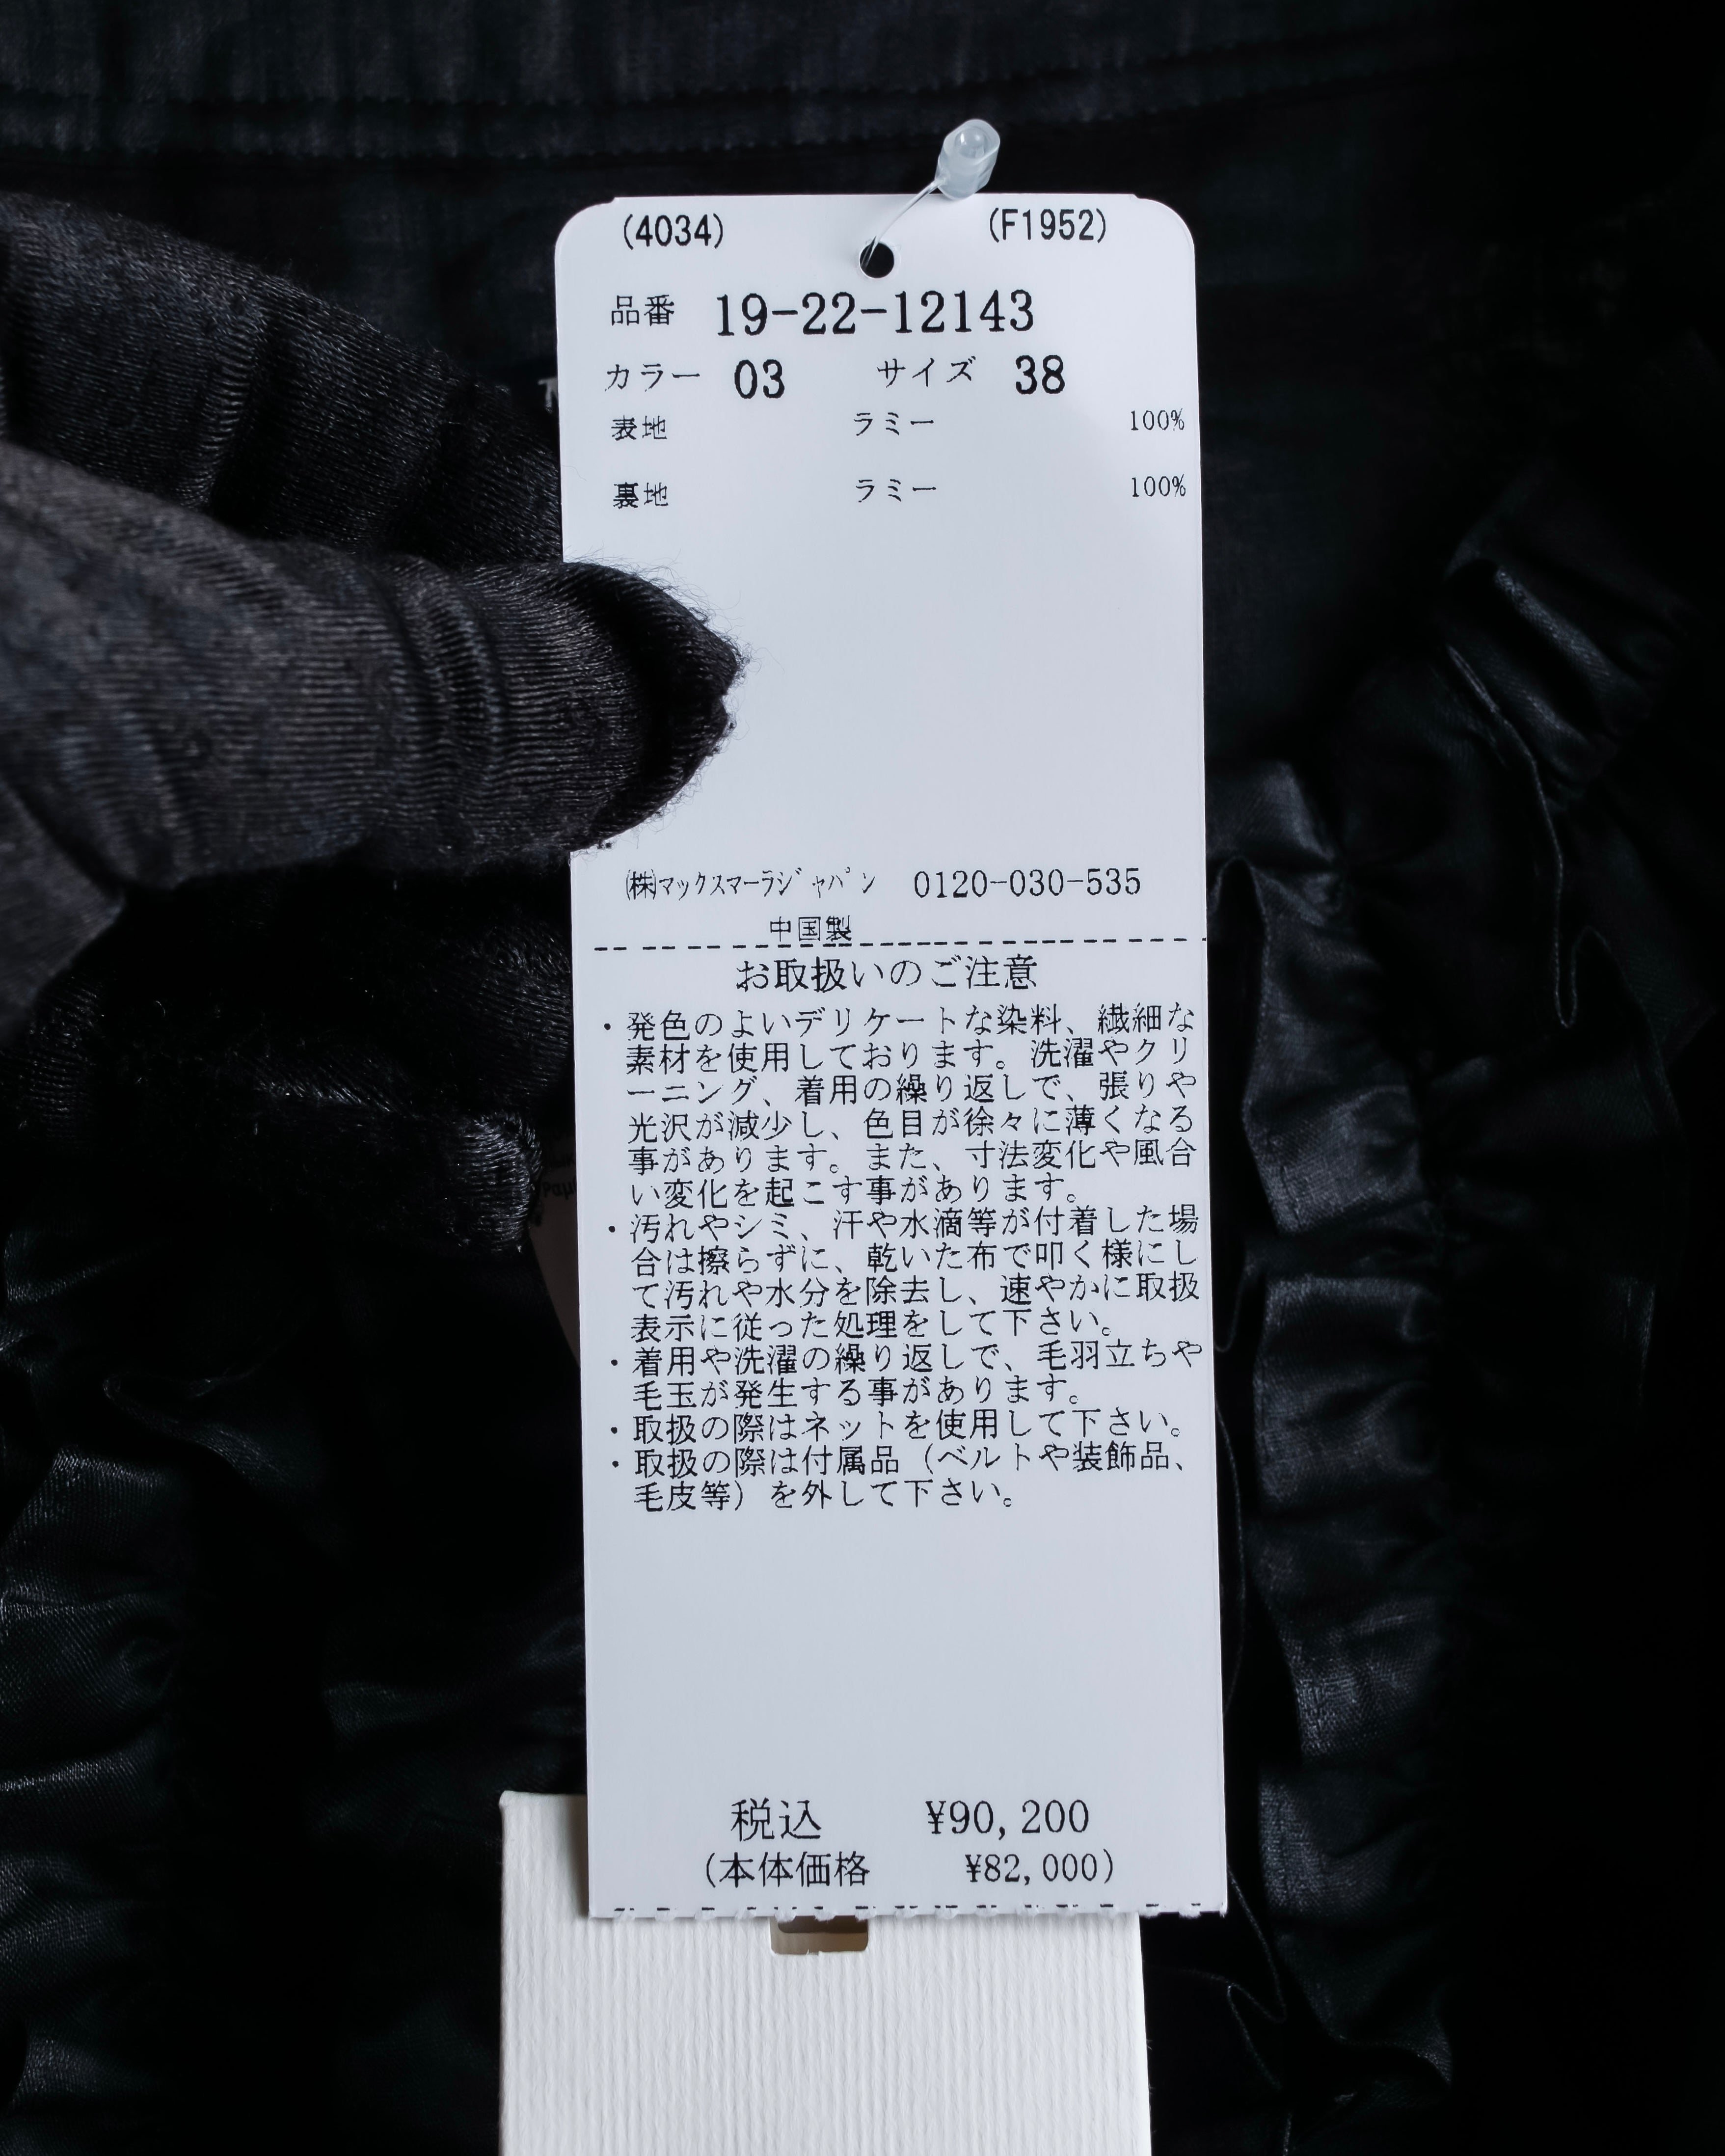 (4034) (F1952)
品番 19-22-12143
カラー 03 サイズ 38
表地 ラミー 100%
裏地 ラミー 100%
㈱マックスマーラジャパン 0120-030-535
中国製
お取扱いのご注意
・発色のよいデリケートな染料、繊細な
素材を使用しております。洗濯やクリ
ーニング、着用の繰り返しで、張りや
光沢が減少し、色目が徐々に薄くなる
事があります。また、寸法変化や風合
い変化を起こす事があります。
・汚れやシミ、汗や水滴等が付着した場
合は擦らずに、乾いた布で叩く様にし
て汚れや水分を除去し、速やかに取扱
表示に従った処理をして下さい。
・着用や洗濯の繰り返しで、毛羽立ちや
毛玉が発生する事があります。
・取扱の際はネットを使用して下さい。
・取扱の際は付属品（ベルトや装飾品、
毛皮等）を外して下さい。
税込 ¥90,200
(本体価格 ¥82,000)